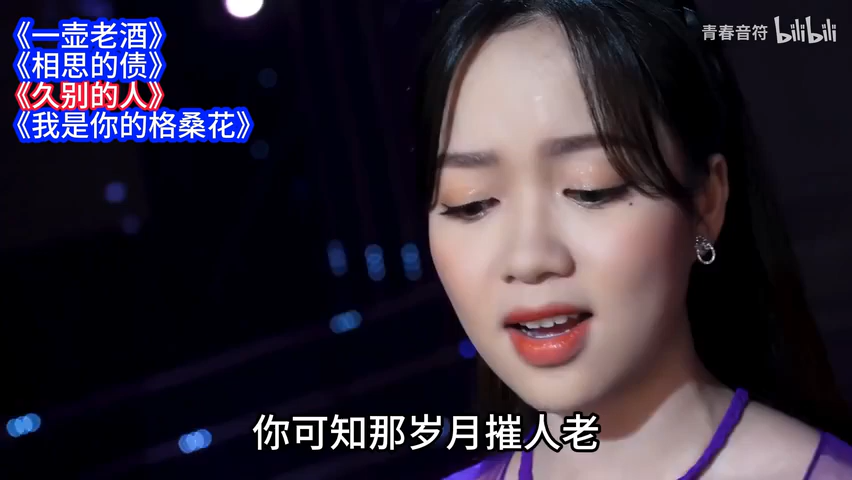 《一壶老酒》
《相思的债》
《久别的人》
《我是你的格桑花》
青春音符 bilibili
你可知那岁月摧人老